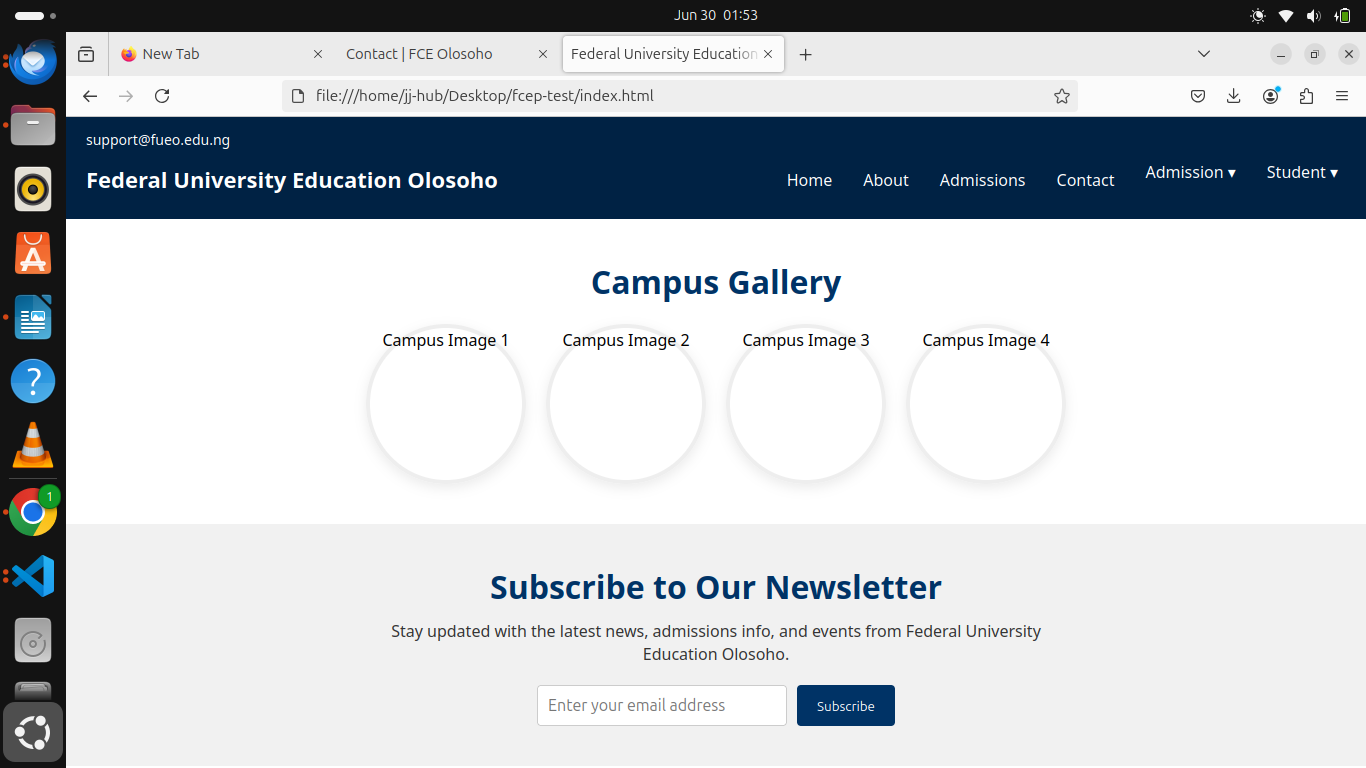 Jun 30 01:53
New Tab
Contact | FCE Olosoho
Federal University Education
file:///home/jj-hub/Desktop/fcep-test/index.html
support@fueo.edu.ng
Federal University Education Olosoho
Home About Admissions Contact Admission ▾ Student ▾
Campus Gallery
Campus Image 1 Campus Image 2 Campus Image 3 Campus Image 4
Subscribe to Our Newsletter
Stay updated with the latest news, admissions info, and events from Federal University
Education Olosoho.
Enter your email address Subscribe
1